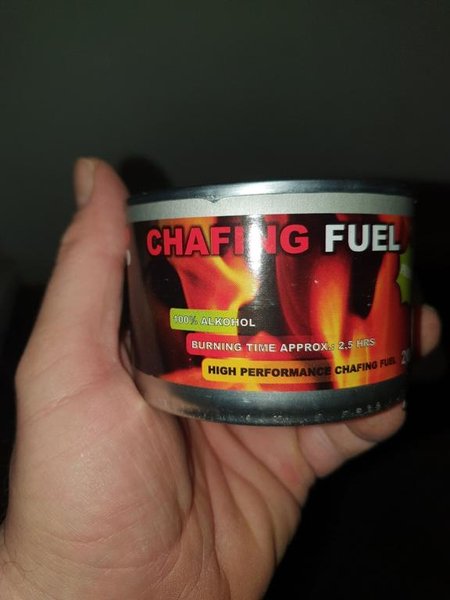 CHAFING FUEL
100% ALKOHOL
BURNING TIME APPROX.: 2.5 HRS
HIGH PERFORMANCE CHAFING FUEL